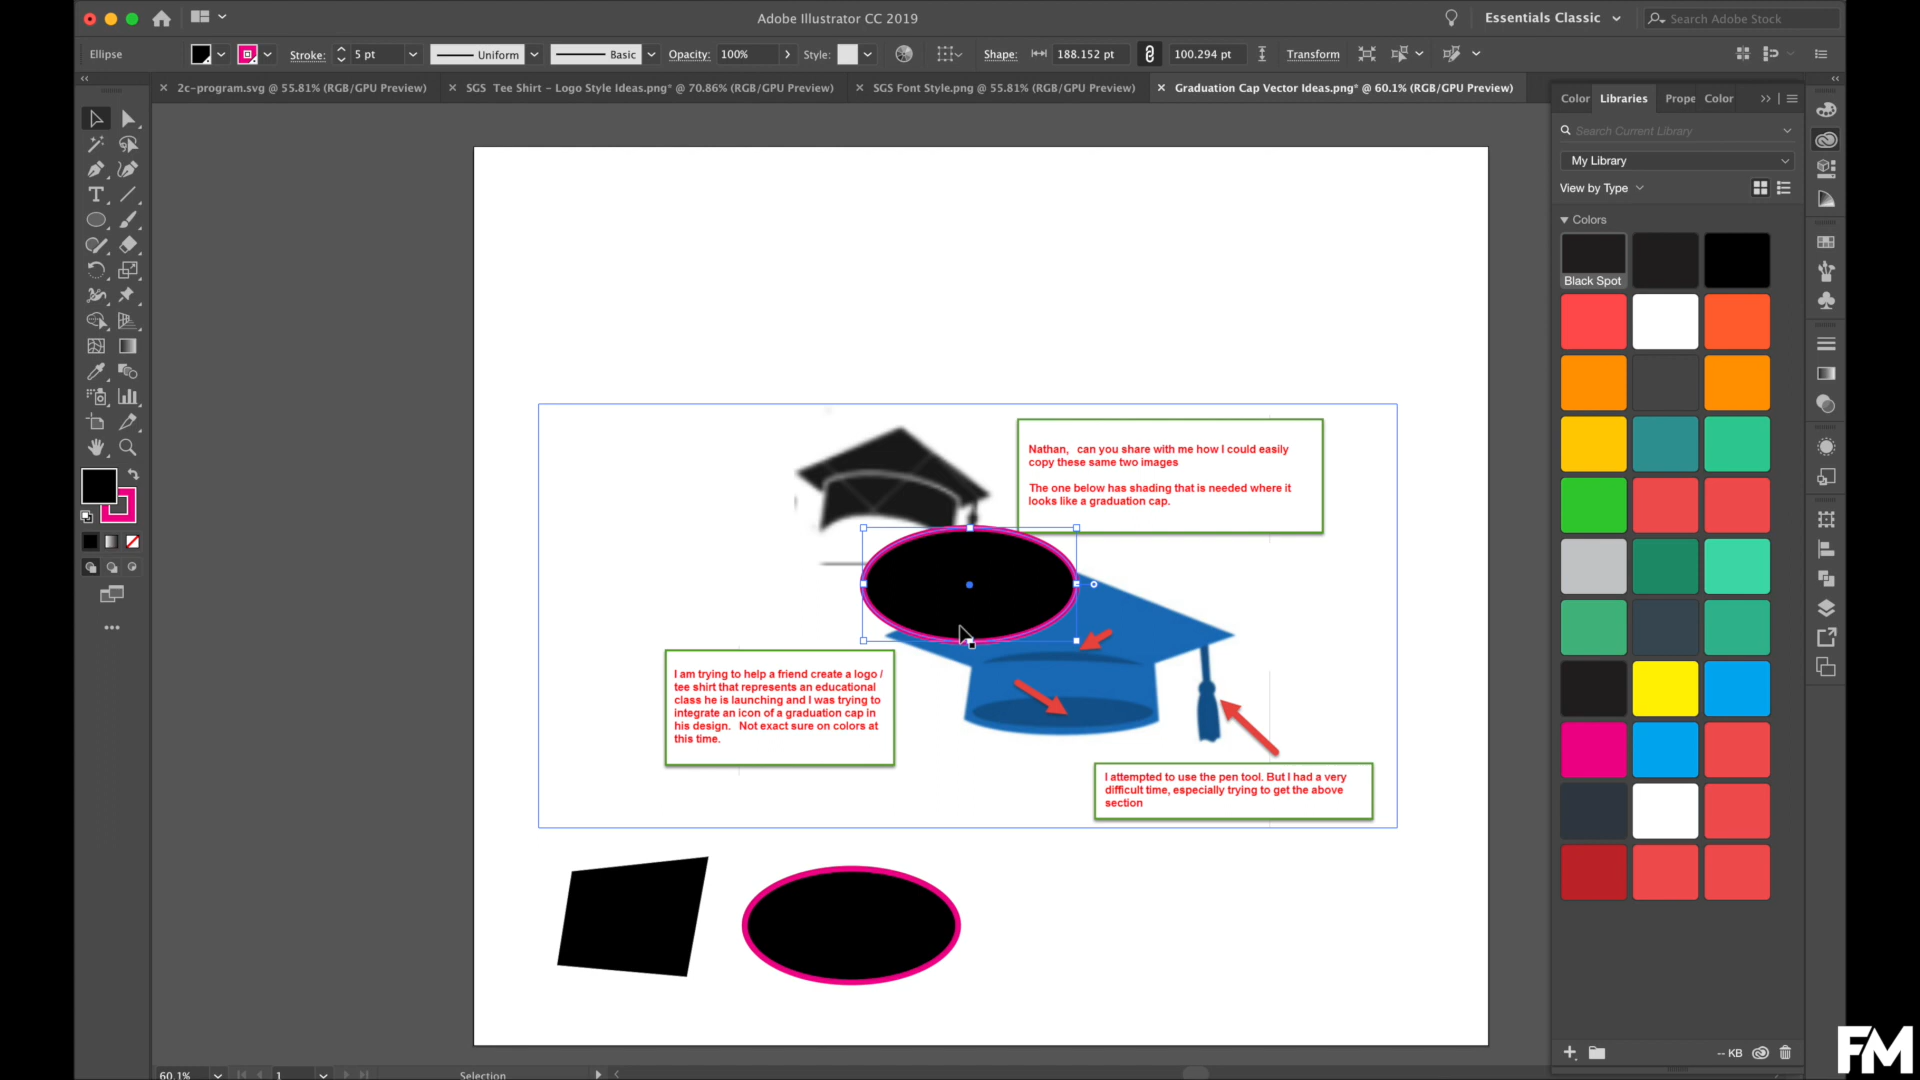 Adobe Illustrator CC 2019
Essentials Classic
Search Adobe Stock
Ellipse
Stroke:
5 pt
Uniform
Basic
Opacity:
100%
Style:
Shape:
188.152 pt
100.294 pt
Transform
2c-program.svg @ 55.81% (RGB/GPU Preview)
SGS Tee Shirt – Logo Style Ideas.png* @ 70.86% (RGB/GPU Preview)
SGS Font Style.png @ 55.81% (RGB/GPU Preview)
Graduation Cap Vector Ideas.png* @ 60.1% (RGB/GPU Preview)
Color
Libraries
Prope
Color
Search Current Library
My Library
View by Type
Colors
Black Spot
Nathan, can you share with me how I could easily
copy these same two images
The one below has shading that is needed where it
looks like a graduation cap.
I am trying to help a friend create a logo /
tee shirt that represents an educational
class he is launching and I was trying to
integrate an icon of a graduation cap in
his design. Not exact sure on colors at
this time.
I attempted to use the pen tool. But I had a very
difficult time, especially trying to get the above
section
60.1%
1
Selection
-- KB
FM